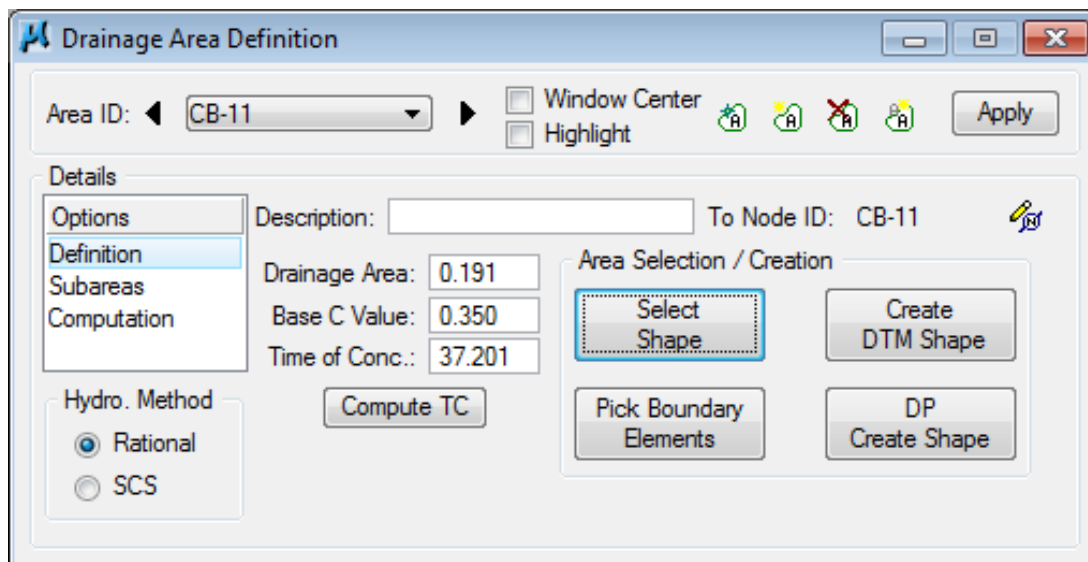 Drainage Area Definition
Area ID: CB-11 Window Center Apply
Highlight
Details
Options Description: To Node ID: CB-11
Definition
Subareas
Computation
Drainage Area: 0.191
Base C Value: 0.350
Time of Conc.: 37.201
Compute TC
Area Selection / Creation
Select
Shape
Create
DTM Shape
Pick Boundary
Elements
DP
Create Shape
Hydro. Method
Rational
SCS